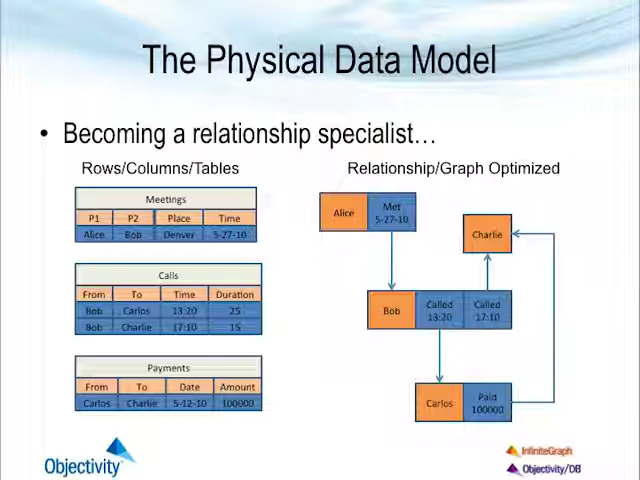 The Physical Data Model
• Becoming a relationship specialist…
Rows/Columns/Tables
Relationship/Graph Optimized
Meetings
P1 P2 Place Time
Alice Bob Denver 5-27-10
Calls
From To Time Duration
Bob Carlos 13:20 25
Bob Charlie 17:10 15
Payments
From To Date Amount
Carlos Charlie 5-12-10 100000
Alice
Met
5-27-10
Charlie
Bob
Called
13:20
Called
17:10
Carlos
Paid
100000
Objectivity
InfiniteGraph
Objectivity/DB